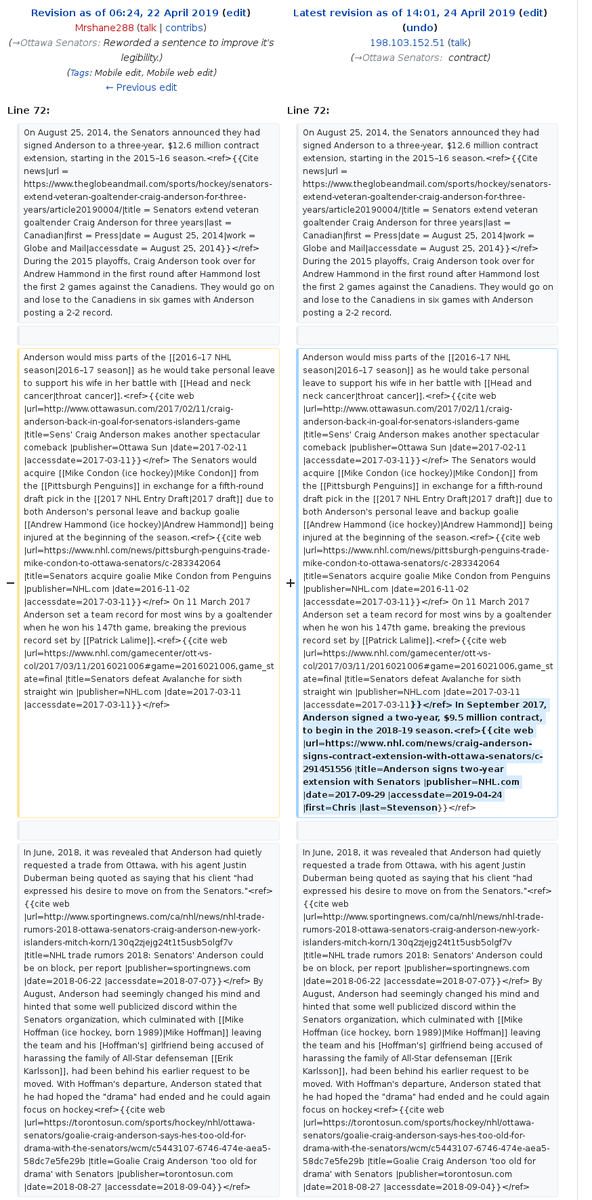 Revision as of 06:24, 22 April 2019 (edit)
Mrshane288 (talk | contribs)
(→Ottawa Senators: Reworded a sentence to improve it's
legibility.)
(Tags: Mobile edit, Mobile web edit)
← Previous edit
Latest revision as of 14:01, 24 April 2019 (edit)
(undo)
198.103.152.51 (talk)
(→Ottawa Senators: contract)
Line 72:
Line 72:
On August 25, 2014, the Senators announced they had
signed Anderson to a three-year, $12.6 million contract
extension, starting in the 2015–16 season.<ref>{{Cite
news|url =
https://www.theglobeandmail.com/sports/hockey/senators-
extend-veteran-goaltender-craig-anderson-for-three-
years/article20190004/|title = Senators extend veteran
goaltender Craig Anderson for three years|last =
Canadian|first = Press|date = August 25, 2014|work =
Globe and Mail|accessdate = August 25, 2014}}</ref>
During the 2015 playoffs, Craig Anderson took over for
Andrew Hammond in the first round after Hammond lost
the first 2 games against the Canadiens. They would go on
and lose to the Canadiens in six games with Anderson
posting a 2-2 record.
On August 25, 2014, the Senators announced they had
signed Anderson to a three-year, $12.6 million contract
extension, starting in the 2015–16 season.<ref>{{Cite
news|url =
https://www.theglobeandmail.com/sports/hockey/senators-
extend-veteran-goaltender-craig-anderson-for-three-
years/article20190004/|title = Senators extend veteran
goaltender Craig Anderson for three years|last =
Canadian|first = Press|date = August 25, 2014|work =
Globe and Mail|accessdate = August 25, 2014}}</ref>
During the 2015 playoffs, Craig Anderson took over for
Andrew Hammond in the first round after Hammond lost
the first 2 games against the Canadiens. They would go on
and lose to the Canadiens in six games with Anderson
posting a 2-2 record.
−
Anderson would miss parts of the [[2016–17 NHL
season|2016–17 season]] as he would take personal leave
to support his wife in her battle with [[Head and neck
cancer|throat cancer]].<ref>{{cite web
|url=http://www.ottawasun.com/2017/02/11/craig-
anderson-back-in-goal-for-senators-islanders-game
|title=Sens' Craig Anderson makes another spectacular
comeback |publisher=Ottawa Sun |date=2017-02-11
|accessdate=2017-03-11}}</ref> The Senators would
acquire [[Mike Condon (ice hockey)|Mike Condon]] from
the [[Pittsburgh Penguins]] in exchange for a fifth-round
draft pick in the [[2017 NHL Entry Draft|2017 draft]] due to
both Anderson's personal leave and backup goalie
[[Andrew Hammond (ice hockey)|Andrew Hammond]] being
injured at the beginning of the season.<ref>{{cite web
|url=https://www.nhl.com/news/pittsburgh-penguins-trade-
mike-condon-to-ottawa-senators/c-283342064
|title=Senators acquire goalie Mike Condon from Penguins
|publisher=NHL.com |date=2016-11-02
|accessdate=2017-03-11}}</ref> On 11 March 2017
Anderson set a team record for most wins by a goaltender
when he won his 147th game, breaking the previous
record set by [[Patrick Lalime]].<ref>{{cite web
|url=https://www.nhl.com/gamecenter/ott-vs-
col/2017/03/11/2016021006#game=2016021006,game_st
ate=final |title=Senators defeat Avalanche for sixth
straight win |publisher=NHL.com |date=2017-03-11
|accessdate=2017-03-11}}</ref>
+
Anderson would miss parts of the [[2016–17 NHL
season|2016–17 season]] as he would take personal leave
to support his wife in her battle with [[Head and neck
cancer|throat cancer]].<ref>{{cite web
|url=http://www.ottawasun.com/2017/02/11/craig-
anderson-back-in-goal-for-senators-islanders-game
|title=Sens' Craig Anderson makes another spectacular
comeback |publisher=Ottawa Sun |date=2017-02-11
|accessdate=2017-03-11}}</ref> The Senators would
acquire [[Mike Condon (ice hockey)|Mike Condon]] from
the [[Pittsburgh Penguins]] in exchange for a fifth-round
draft pick in the [[2017 NHL Entry Draft|2017 draft]] due to
both Anderson's personal leave and backup goalie
[[Andrew Hammond (ice hockey)|Andrew Hammond]] being
injured at the beginning of the season.<ref>{{cite web
|url=https://www.nhl.com/news/pittsburgh-penguins-trade-
mike-condon-to-ottawa-senators/c-283342064
|title=Senators acquire goalie Mike Condon from Penguins
|publisher=NHL.com |date=2016-11-02
|accessdate=2017-03-11}}</ref> On 11 March 2017
Anderson set a team record for most wins by a goaltender
when he won his 147th game, breaking the previous
record set by [[Patrick Lalime]].<ref>{{cite web
|url=https://www.nhl.com/gamecenter/ott-vs-
col/2017/03/11/2016021006#game=2016021006,game_st
ate=final |title=Senators defeat Avalanche for sixth
straight win |publisher=NHL.com |date=2017-03-11
|accessdate=2017-03-11}}</ref> In September 2017,
Anderson signed a two-year, $9.5 million contract,
to begin in the 2018-19 season.<ref>{{cite web
|url=https://www.nhl.com/news/craig-anderson-
signs-contract-extension-with-ottawa-senators/c-
291451556 |title=Anderson signs two-year
extension with Senators |publisher=NHL.com
|date=2017-09-29 |accessdate=2019-04-24
|first=Chris |last=Stevenson}}</ref>
In June, 2018, it was revealed that Anderson had quietly
requested a trade from Ottawa, with his agent Justin
Duberman being quoted as saying that his client "had
expressed his desire to move on from the Senators."<ref>
{{cite web
|url=http://www.sportingnews.com/ca/nhl/news/nhl-trade-
rumors-2018-ottawa-senators-craig-anderson-new-york-
islanders-mitch-korn/130q2zjejg24t1t5usb5olgf7v
|title=NHL trade rumors 2018: Senators' Anderson could
be on block, per report |publisher=sportingnews.com
|date=2018-06-22 |accessdate=2018-07-07}}</ref> By
August, Anderson had seemingly changed his mind and
hinted that some well publicized discord within the
Senators organization, which culminated with [[Mike
Hoffman (ice hockey, born 1989)|Mike Hoffman]] leaving
the team and his [Hoffman's] girlfriend being accused of
harassing the family of All-Star defenseman [[Erik
Karlsson]], had been behind his earlier request to be
moved. With Hoffman's departure, Anderson stated that
he had hoped the "drama" had ended and he could again
focus on hockey.<ref>{{cite web
|url=https://torontosun.com/sports/hockey/nhl/ottawa-
senators/goalie-craig-anderson-says-hes-too-old-for-
drama-with-the-senators/wcm/c5443107-6746-474e-aea5-
58dc7e5fe29b |title=Goalie Craig Anderson 'too old for
drama' with Senators |publisher=torontosun.com
|date=2018-08-27 |accessdate=2018-09-04}}</ref>
In June, 2018, it was revealed that Anderson had quietly
requested a trade from Ottawa, with his agent Justin
Duberman being quoted as saying that his client "had
expressed his desire to move on from the Senators."<ref>
{{cite web
|url=http://www.sportingnews.com/ca/nhl/news/nhl-trade-
rumors-2018-ottawa-senators-craig-anderson-new-york-
islanders-mitch-korn/130q2zjejg24t1t5usb5olgf7v
|title=NHL trade rumors 2018: Senators' Anderson could
be on block, per report |publisher=sportingnews.com
|date=2018-06-22 |accessdate=2018-07-07}}</ref> By
August, Anderson had seemingly changed his mind and
hinted that some well publicized discord within the
Senators organization, which culminated with [[Mike
Hoffman (ice hockey, born 1989)|Mike Hoffman]] leaving
the team and his [Hoffman's] girlfriend being accused of
harassing the family of All-Star defenseman [[Erik
Karlsson]], had been behind his earlier request to be
moved. With Hoffman's departure, Anderson stated that
he had hoped the "drama" had ended and he could again
focus on hockey.<ref>{{cite web
|url=https://torontosun.com/sports/hockey/nhl/ottawa-
senators/goalie-craig-anderson-says-hes-too-old-for-
drama-with-the-senators/wcm/c5443107-6746-474e-aea5-
58dc7e5fe29b |title=Goalie Craig Anderson 'too old for
drama' with Senators |publisher=torontosun.com
|date=2018-08-27 |accessdate=2018-09-04}}</ref>